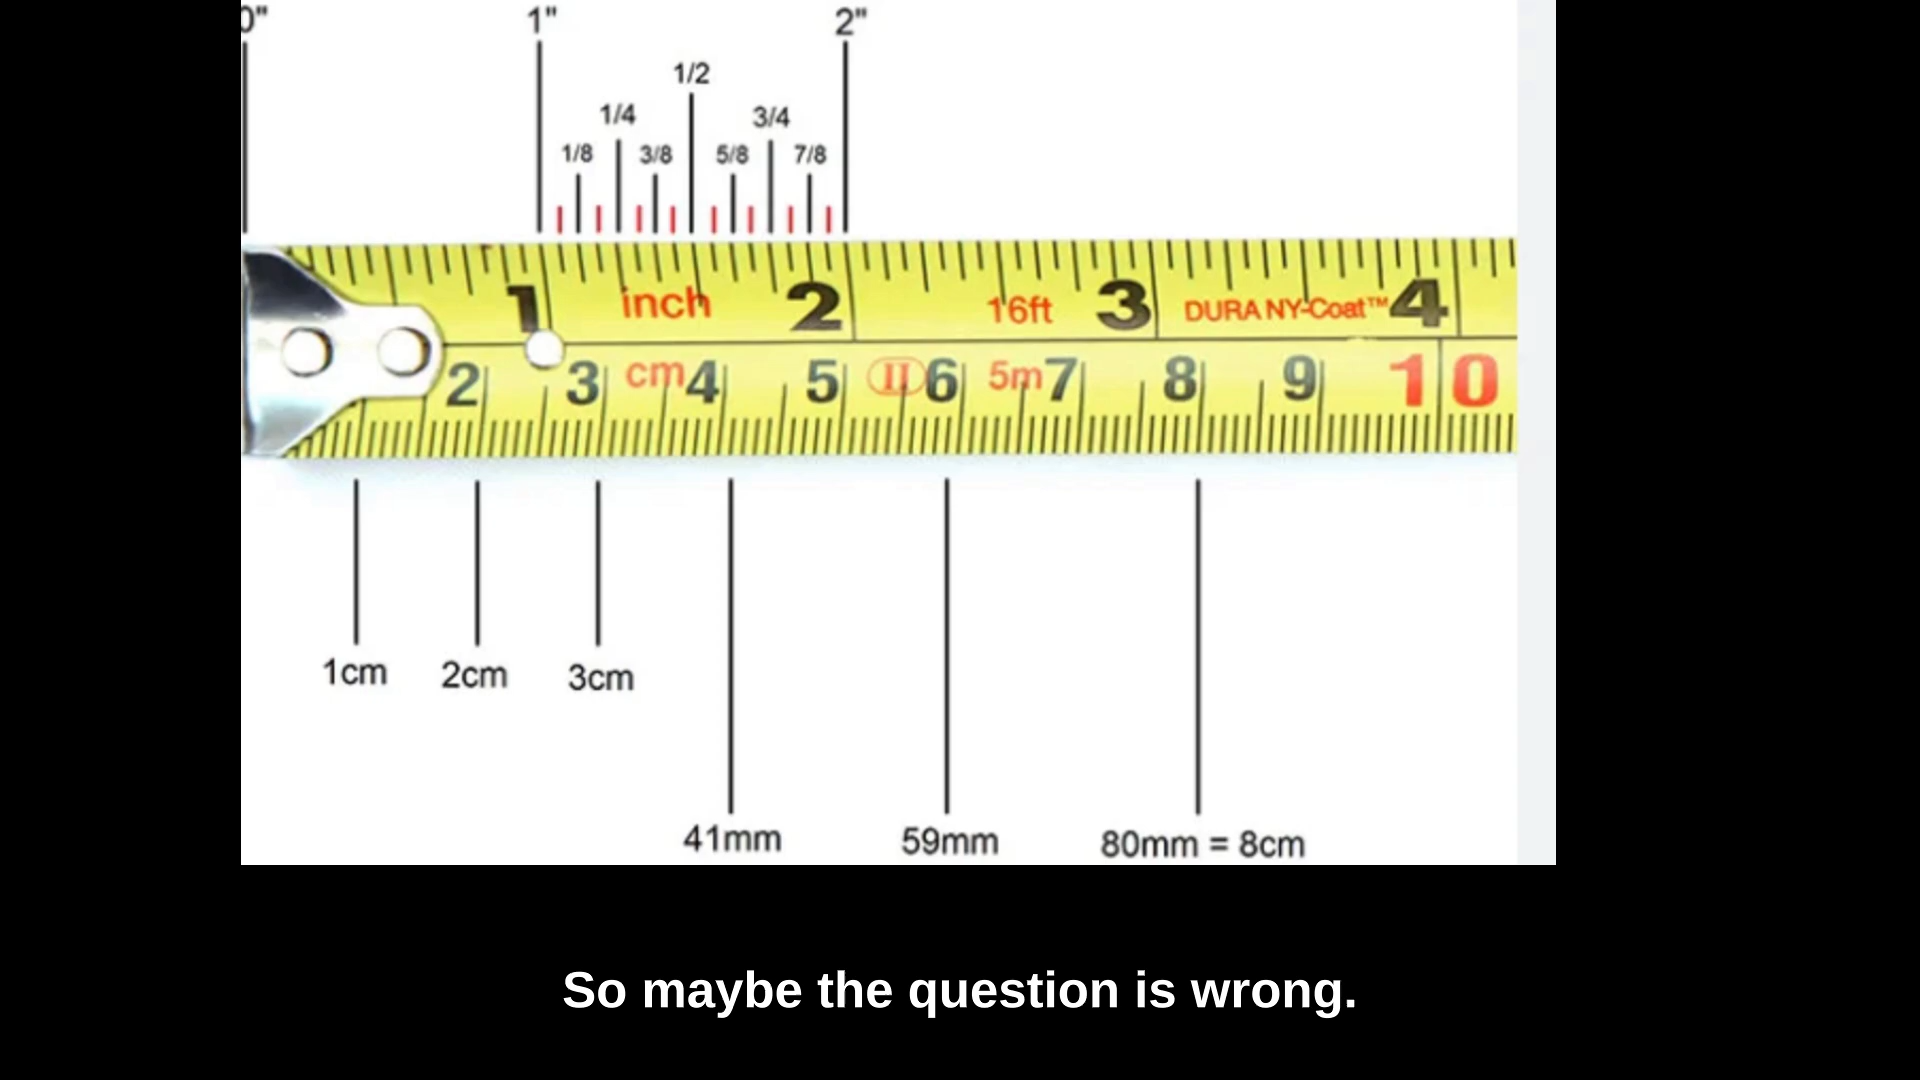 0" 1" 2"
1/2
1/4 3/4
1/8 3/8 5/8 7/8
1 inch 2 16ft 3 DURA NY-Coat™ 4
2 3 cm 4 5 II 6 5m 7 8 9 10
1cm 2cm 3cm
41mm 59mm 80mm = 8cm
So maybe the question is wrong.